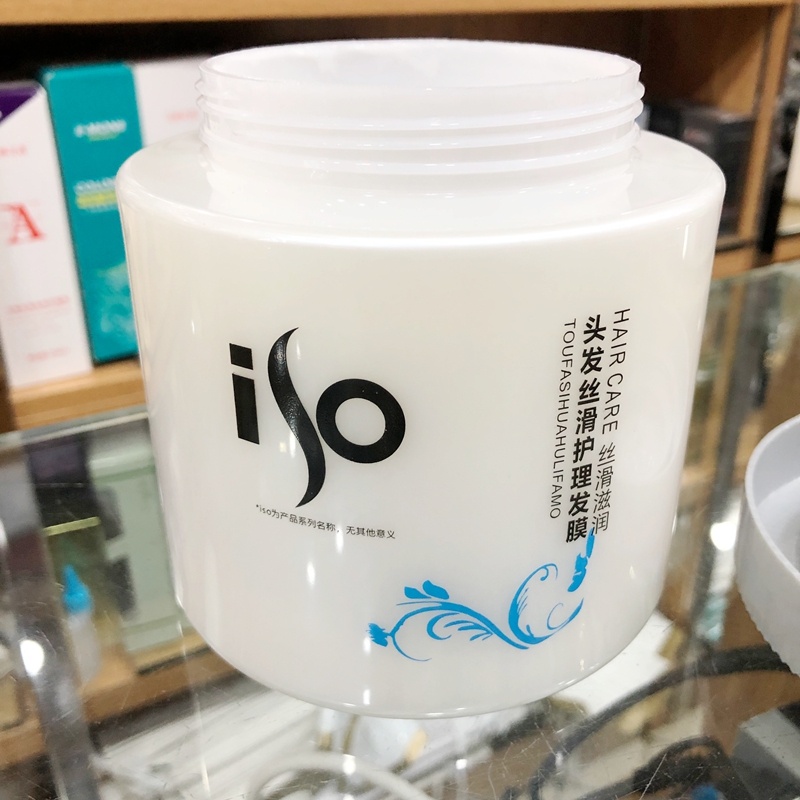 iso
*iso为产品系列名称，无其他意义
HAIR CARE 丝滑滋润
头发丝滑护理发膜
TOUFASIHUAHULIFAMO
A